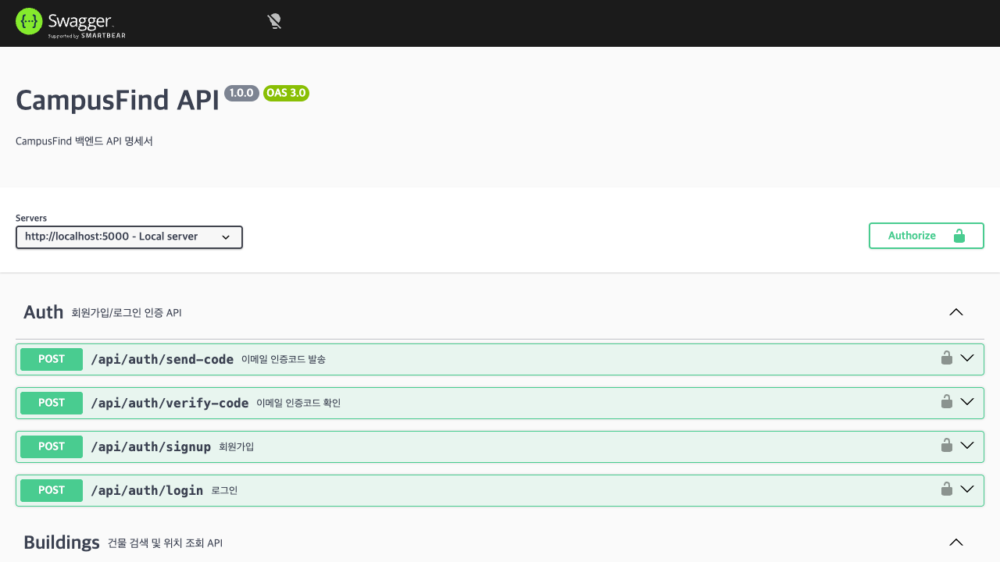 {···} Swagger.
Supported by SMARTBEAR
CampusFind API 1.0.0 OAS 3.0
CampusFind 백엔드 API 명세서
Servers
http://localhost:5000 - Local server
Authorize
Auth 회원가입/로그인 인증 API
POST /api/auth/send-code 이메일 인증코드 발송
POST /api/auth/verify-code 이메일 인증코드 확인
POST /api/auth/signup 회원가입
POST /api/auth/login 로그인
Buildings 건물 검색 및 위치 조회 API